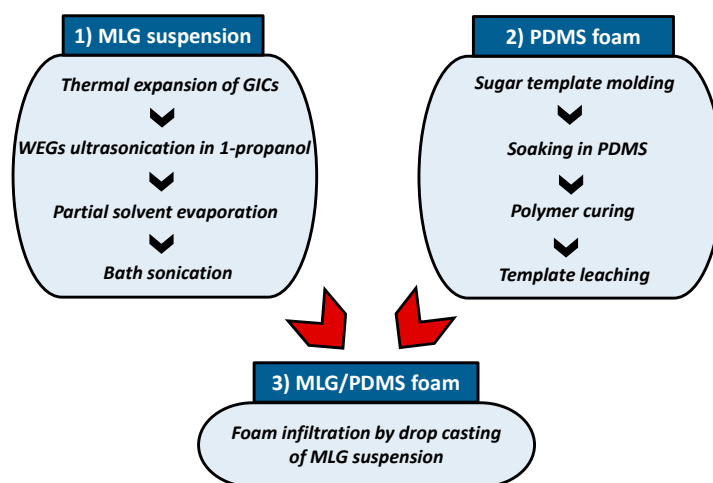 1) MLG suspension
Thermal expansion of GICs
WEGs ultrasonication in 1-propanol
Partial solvent evaporation
Bath sonication
2) PDMS foam
Sugar template molding
Soaking in PDMS
Polymer curing
Template leaching
3) MLG/PDMS foam
Foam infiltration by drop casting
of MLG suspension